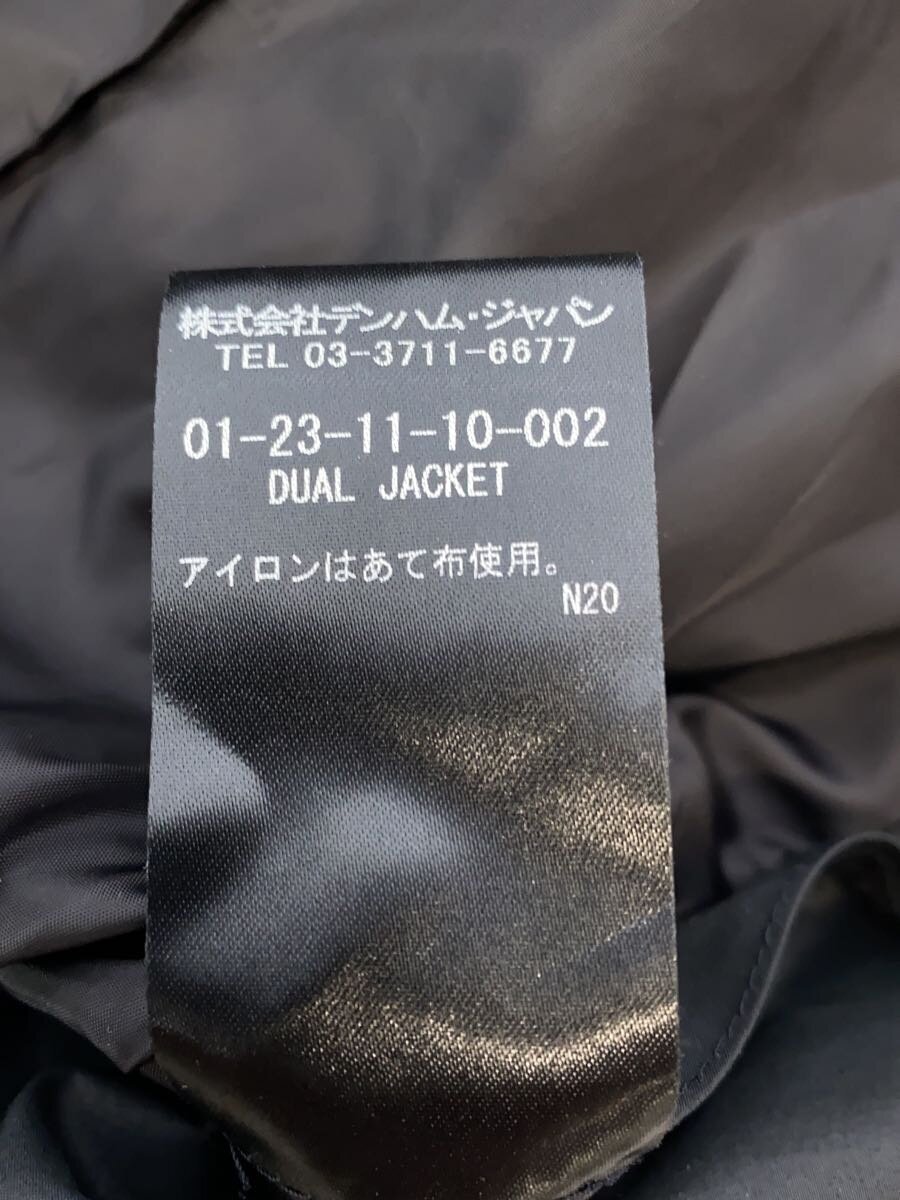 株式会社デンハム・ジャパン
TEL 03-3711-6677
01-23-11-10-002
DUAL JACKET
アイロンはあて布使用。
N20